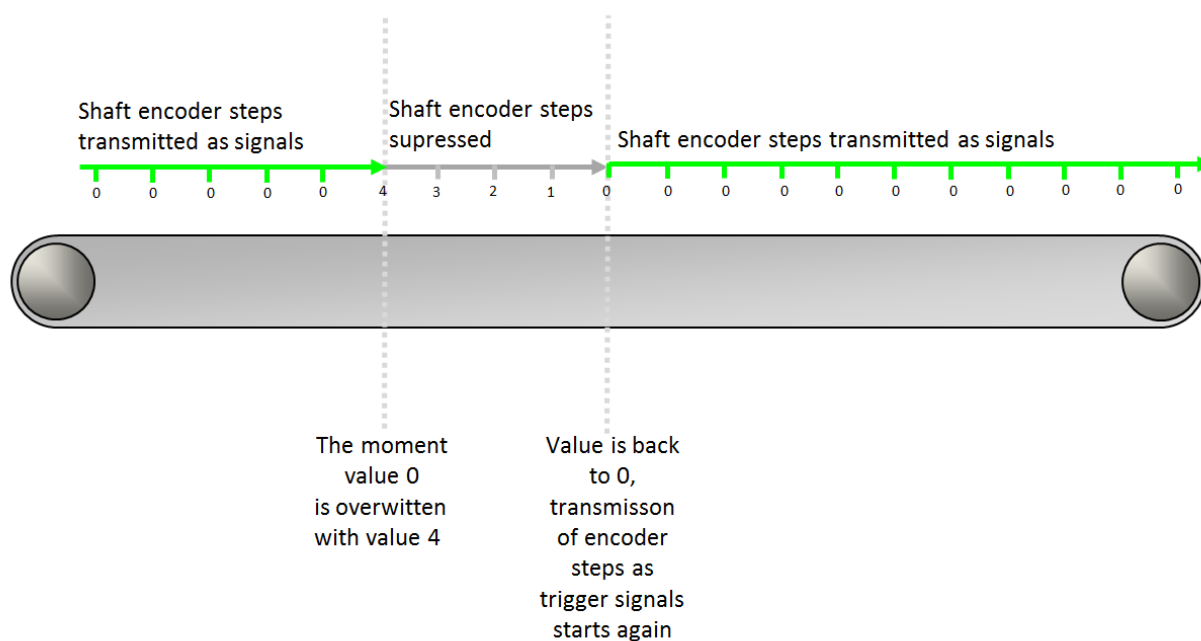 Shaft encoder steps
transmitted as signals
Shaft encoder steps
supressed
Shaft encoder steps transmitted as signals
0 0 0 0 0 4 3 2 1 0 0 0 0 0 0 0 0 0 0 0
The moment
value 0
is overwitten
with value 4
Value is back
to 0,
transmisson
of encoder
steps as
trigger signals
starts again